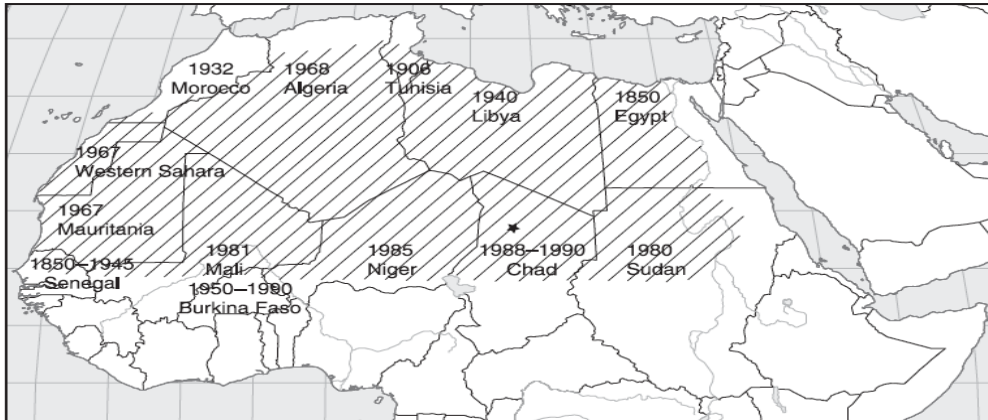 1932
Morocco
1968
Algeria
1906
Tunisia
1940
Libya
1850
Egypt
1967
Western Sahara
1967
Mauritania
1850–1945
Senegal
1981
Mali
1950–1990
Burkina Faso
1985
Niger
1988–1990
Chad
1980
Sudan